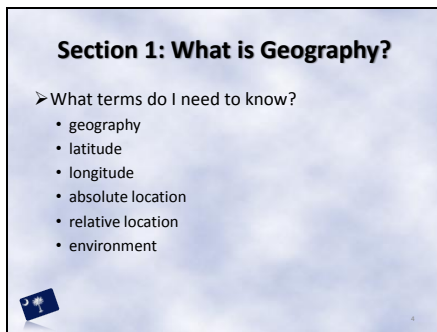 Section 1: What is Geography?
➢What terms do I need to know?
• geography
• latitude
• longitude
• absolute location
• relative location
• environment
4